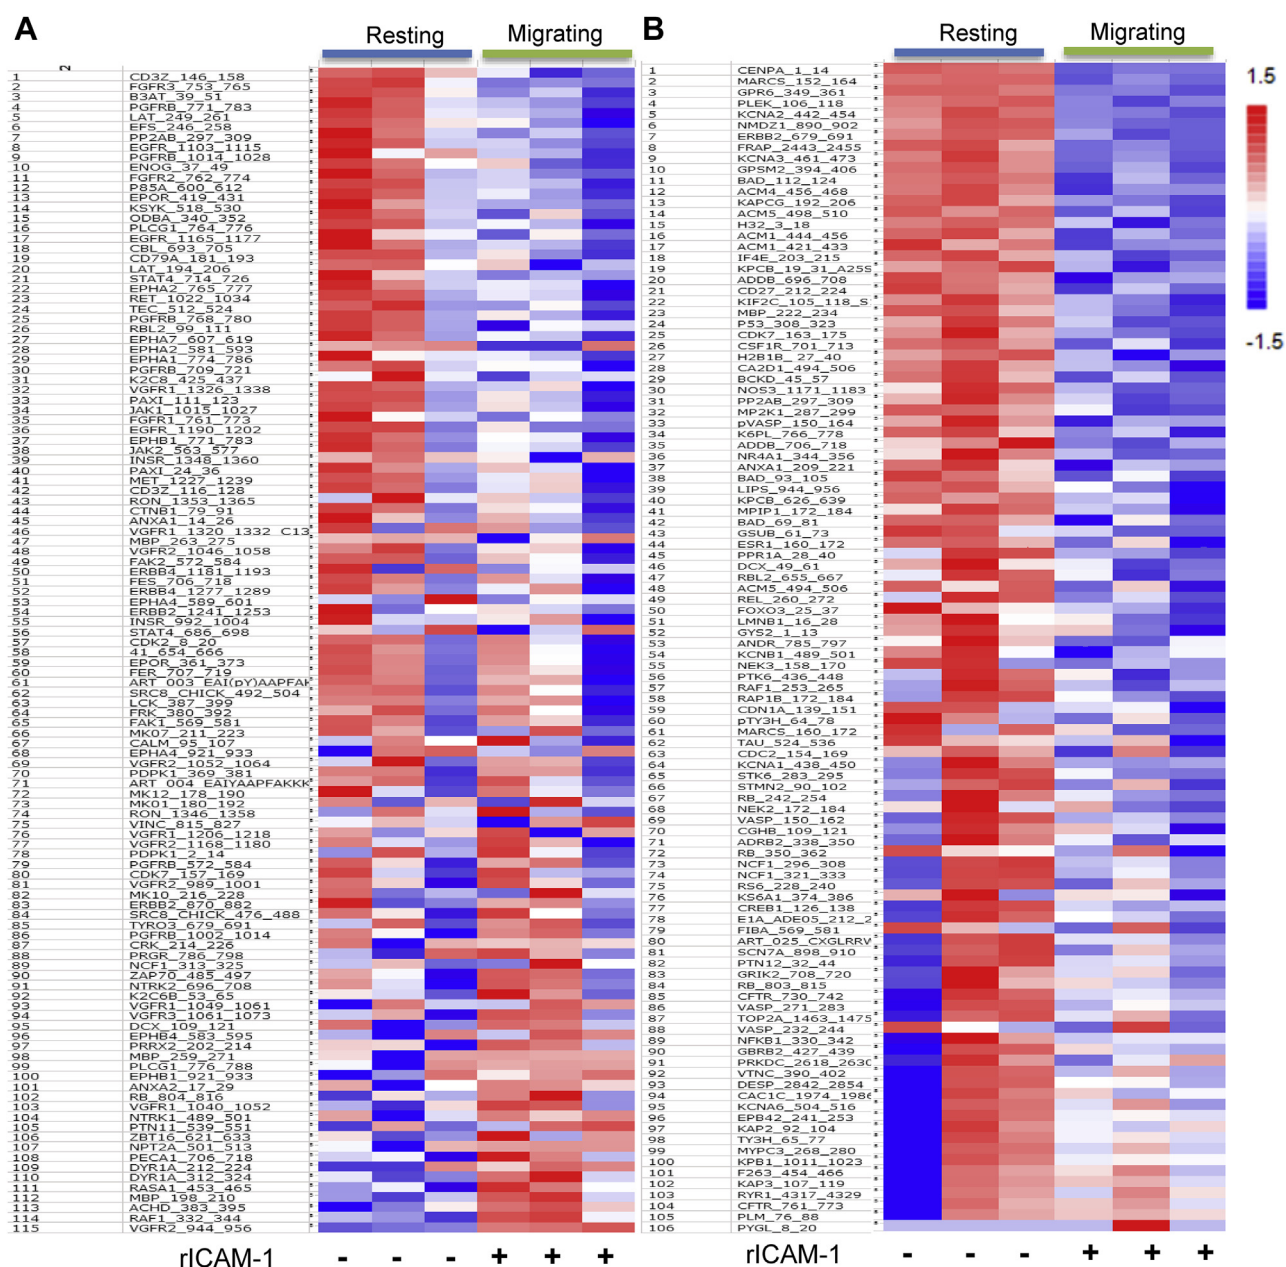 A
Resting
Migrating
2
1 CD3Z_146_158
2 FGFR3_753_765
3 B3AT_39_51
4 PGFRB_771_783
5 LAT_249_261
6 EFS_246_258
7 PP2AB_297_309
8 EGFR_1103_1115
9 PGFRB_1014_1028
10 ENOG_37_49
11 FGFR2_762_774
12 P85A_600_612
13 EPOR_419_431
14 KSYK_518_530
15 ODBA_340_352
16 PLCG1_764_776
17 EGFR_1165_1177
18 CBL_693_705
19 CD79A_181_193
20 LAT_194_206
21 STAT4_714_726
22 EPHA2_765_777
23 RET_1022_1034
24 TEC_512_524
25 PGFRB_768_780
26 RBL2_99_111
27 EPHA7_607_619
28 EPHA2_581_593
29 EPHA1_774_786
30 PGFRB_709_721
31 K2C8_425_437
32 VGFR1_1326_1338
33 PAXI_111_123
34 JAK1_1015_1027
35 FGFR1_761_773
36 EGFR_1190_1202
37 EPHB1_771_783
38 JAK2_563_577
39 INSR_1348_1360
40 PAXI_24_36
41 MET_1227_1239
42 CD3Z_116_128
43 RON_1353_1365
44 CTNB1_79_91
45 ANXA1_14_26
46 VGFR1_1320_1332_C13
47 MBP_263_275
48 VGFR2_1046_1058
49 FAK2_572_584
50 ERBB4_1181_1193
51 FES_706_718
52 ERBB4_1277_1289
53 EPHA4_589_601
54 ERBB2_1241_1253
55 INSR_992_1004
56 STAT4_686_698
57 CDK2_8_20
58 41_654_666
59 EPOR_361_373
60 FER_707_719
61 ART_003_EAI(pY)AAPFAK
62 SRC8_CHICK_492_504
63 LCK_387_399
64 FRK_380_392
65 FAK1_569_581
66 MK07_211_223
67 CALM_95_107
68 EPHA4_921_933
69 VGFR2_1052_1064
70 PDPK1_369_381
71 ART_004_EAIYAAPFAKKK
72 MK12_178_190
73 MK01_180_192
74 RON_1346_1358
75 VINC_815_827
76 VGFR1_1206_1218
77 VGFR2_1168_1180
78 PDPK1_2_14
79 PGFRB_572_584
80 CDK7_157_169
81 VGFR2_989_1001
82 MK10_216_228
83 ERBB2_870_882
84 SRC8_CHICK_476_488
85 TYRO3_679_691
86 PGFRB_1002_1014
87 CRK_214_226
88 PRGR_786_798
89 NCF1_313_325
90 ZAP70_485_497
91 NTRK2_696_708
92 K2C6B_53_65
93 VGFR1_1049_1061
94 VGFR3_1061_1073
95 DCX_109_121
96 EPHB4_583_595
97 PRRX2_202_214
98 MBP_259_271
99 PLCG1_776_788
100 EPHB1_921_933
101 ANXA2_17_29
102 RB_804_816
103 VGFR1_1040_1052
104 NTRK1_489_501
105 PTN11_539_551
106 ZBT16_621_633
107 NPT2A_501_513
108 PECA1_706_718
109 DYR1A_212_224
110 DYR1A_312_324
111 RASA1_453_465
112 MBP_198_210
113 ACHD_383_395
114 RAF1_332_344
115 VGFR2_944_956
rICAM-1 - - - + + +
B
Resting
Migrating
1 CENPA_1_14
2 MARCS_152_164
3 GPR6_349_361
4 PLEK_106_118
5 KCNA2_442_454
6 NMDZ1_890_902
7 ERBB2_679_691
8 FRAP_2443_2455
9 KCNA3_461_473
10 GPSM2_394_406
11 BAD_112_124
12 ACM4_456_468
13 KAPCG_192_206
14 ACM5_498_510
15 H32_3_18
16 ACM1_444_456
17 ACM1_421_433
18 IF4E_203_215
19 KPCB_19_31_A25S
20 ADDB_696_708
21 CD27_212_224
22 KIF2C_105_118_S
23 MBP_222_234
24 P53_308_323
25 CDK7_163_175
26 CSF1R_701_713
27 H2B1B_27_40
28 CA2D1_494_506
29 BCKD_45_57
30 NOS3_1171_1183
31 PP2AB_297_309
32 MP2K1_287_299
33 pVASP_150_164
34 K6PL_766_778
35 ADDB_706_718
36 NR4A1_344_356
37 ANXA1_209_221
38 BAD_93_105
39 LIPS_944_956
40 KPCB_626_639
41 MPIP1_172_184
42 BAD_69_81
43 GSUB_61_73
44 ESR1_160_172
45 PPR1A_28_40
46 DCX_49_61
47 RBL2_655_667
48 ACM5_494_506
49 REL_260_272
50 FOXO3_25_37
51 LMNB1_16_28
52 GYS2_1_13
53 ANDR_785_797
54 KCNB1_489_501
55 NEK3_158_170
56 PTK6_436_448
57 RAF1_253_265
58 RAP1B_172_184
59 CDN1A_139_151
60 pTY3H_64_78
61 MARCS_160_172
62 TAU_524_536
63 CDC2_154_169
64 KCNA1_438_450
65 STK6_283_295
66 STMN2_90_102
67 RB_242_254
68 NEK2_172_184
69 VASP_150_162
70 CGHB_109_121
71 ADRB2_338_350
72 RB_350_362
73 NCF1_296_308
74 NCF1_321_333
75 RS6_228_240
76 KS6A1_374_386
77 CREB1_126_138
78 E1A_ADE05_212_2
79 FIBA_569_581
80 ART_025_CXGLRRV
81 SCN7A_898_910
82 PTN12_32_44
83 GRIK2_708_720
84 RB_803_815
85 CFTR_730_742
86 VASP_271_283
87 TOP2A_1463_1475
88 VASP_232_244
89 NFKB1_330_342
90 GBRB2_427_439
91 PRKDC_2618_2630
92 VTNC_390_402
93 DESP_2842_2854
94 CAC1C_1974_1986
95 KCNA6_504_516
96 EPB42_241_253
97 KAP2_92_104
98 TY3H_65_77
99 MYPC3_268_280
100 KPB1_1011_1023
101 F263_454_466
102 KAP3_107_119
103 RYR1_4317_4329
104 CFTR_761_773
105 PLM_76_88
106 PYGL_8_20
rICAM-1 - - - + + +
1.5
-1.5